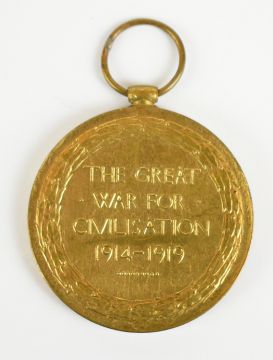 THE GREAT
WAR FOR
CIVILISATION
1914-1919